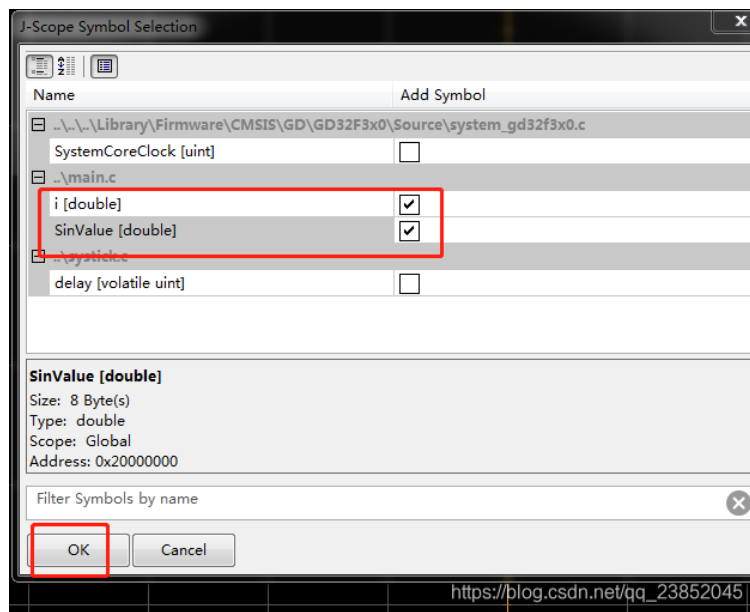 J-Scope Symbol Selection
Name Add Symbol
..\..\..\Library\Firmware\CMSIS\GD\GD32F3x0\Source\system_gd32f3x0.c
SystemCoreClock [uint]
..\main.c
i [double]
SinValue [double]
..\systick.c
delay [volatile uint]
SinValue [double]
Size: 8 Byte(s)
Type: double
Scope: Global
Address: 0x20000000
Filter Symbols by name
OK Cancel
https://blog.csdn.net/qq_23852045